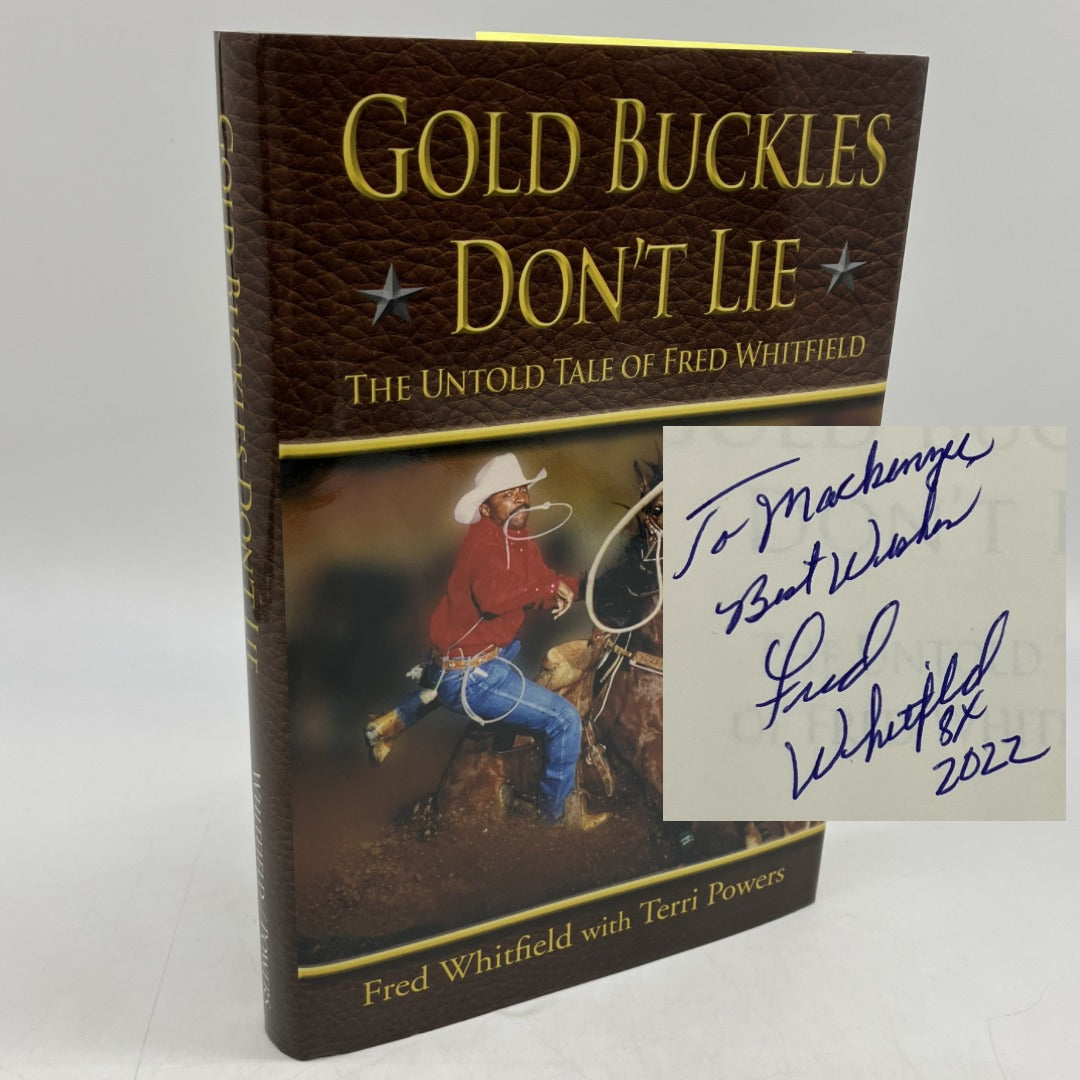 GOLD BUCKLES
DON'T LIE
THE UNTOLD TALE OF FRED WHITFIELD
Fred Whitfield with Terri Powers
GOLD BUCKLES DON'T LIE
WHITFIELD / POWERS
To Mackenzee
Best Wishes
Fred
Whitfield
8X
2022